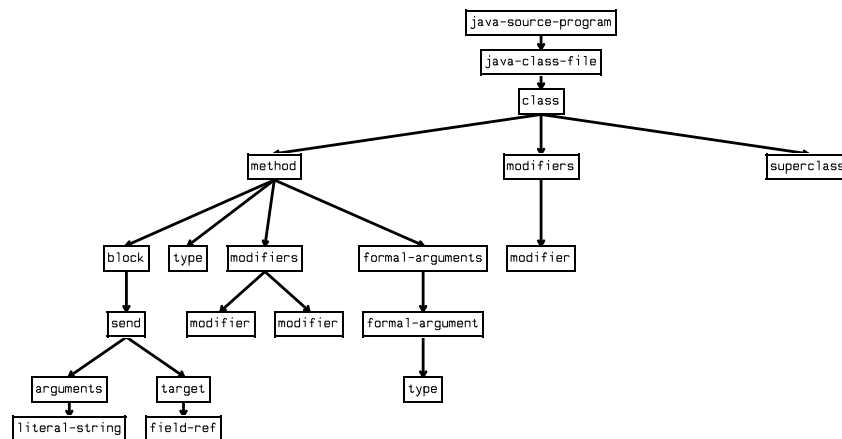 java-source-program
java-class-file
class
method modifiers superclass
block type modifiers formal-arguments modifier
send modifier modifier formal-argument
arguments target type
literal-string field-ref